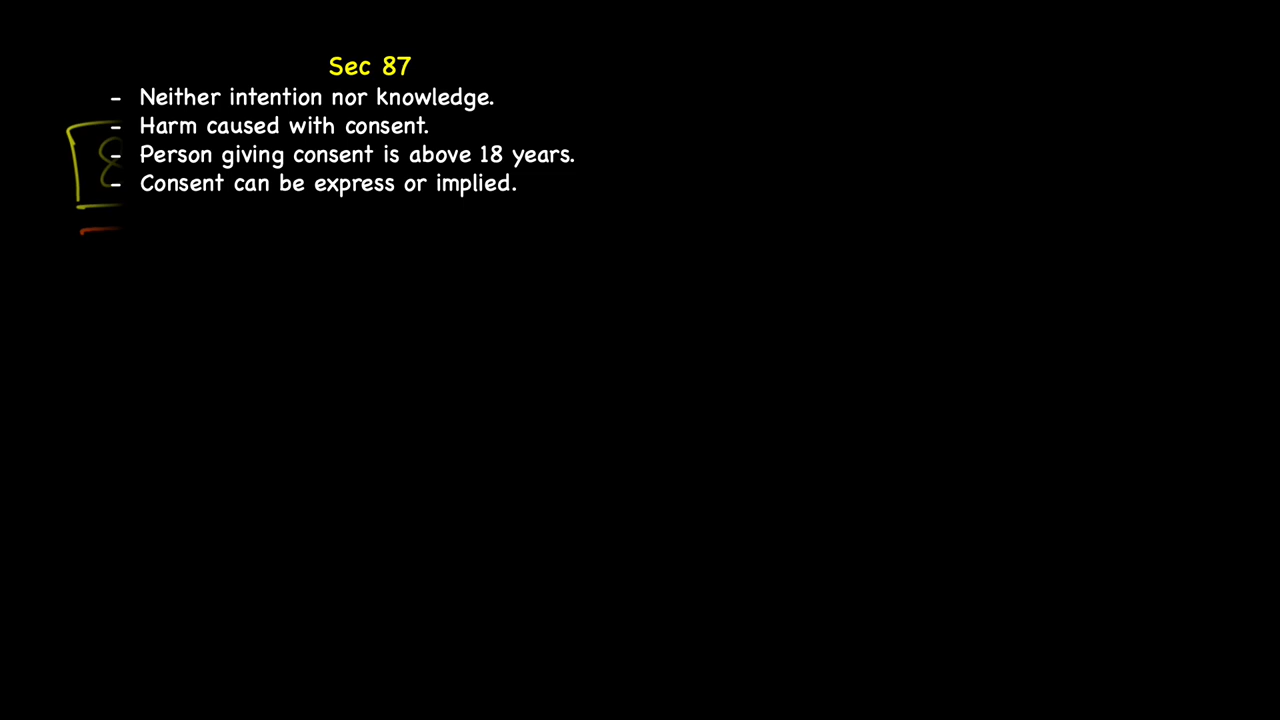 Sec 87
- Neither intention nor knowledge.
- Harm caused with consent.
- Person giving consent is above 18 years.
- Consent can be express or implied.